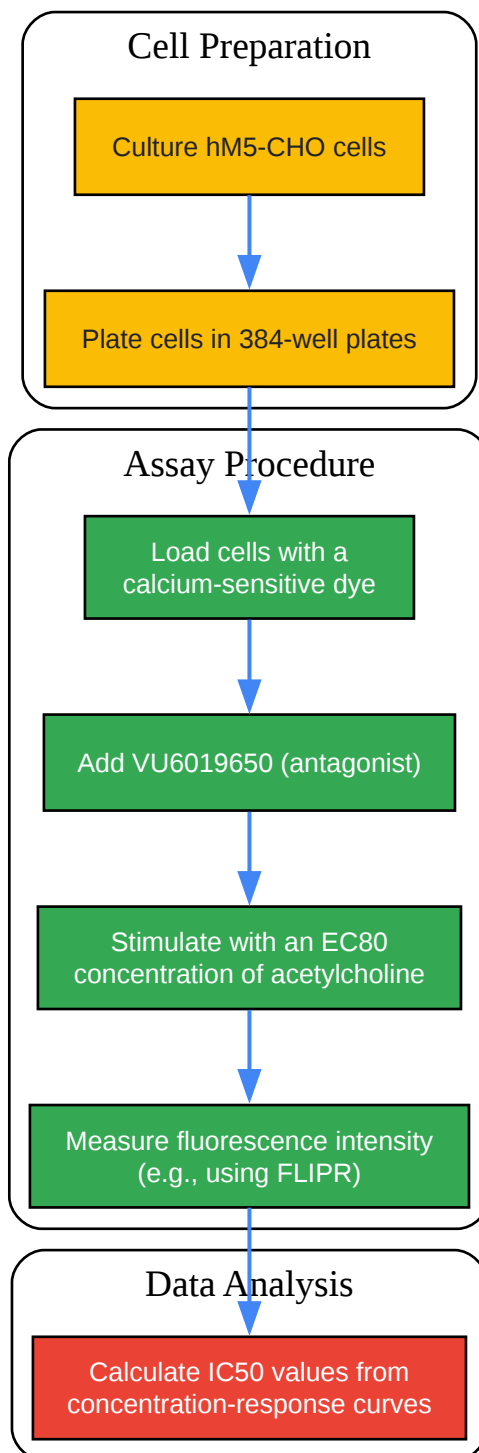 Cell Preparation
Culture hM5-CHO cells
Plate cells in 384-well plates
Assay Procedure
Load cells with a
calcium-sensitive dye
Add VU6019650 (antagonist)
Stimulate with an EC80
concentration of acetylcholine
Measure fluorescence intensity
(e.g., using FLIPR)
Data Analysis
Calculate IC50 values from
concentration-response curves